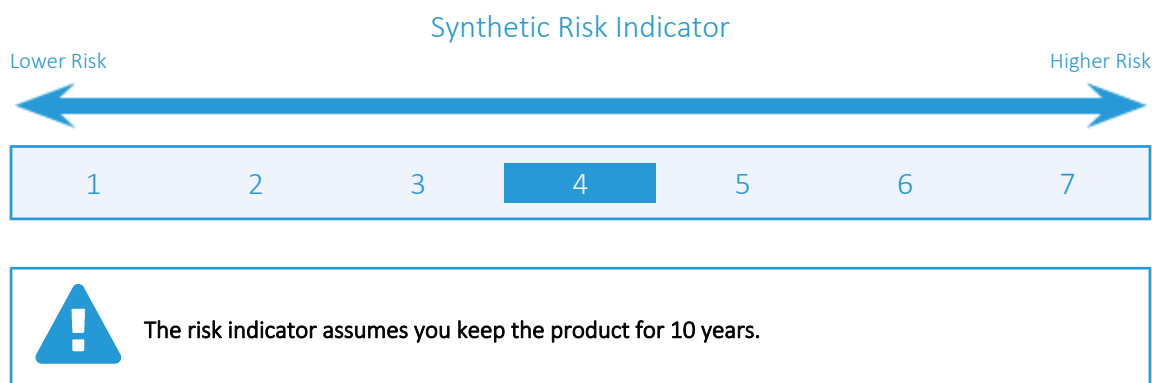 Synthetic Risk Indicator
Lower Risk Higher Risk
1 2 3 4 5 6 7
The risk indicator assumes you keep the product for 10 years.